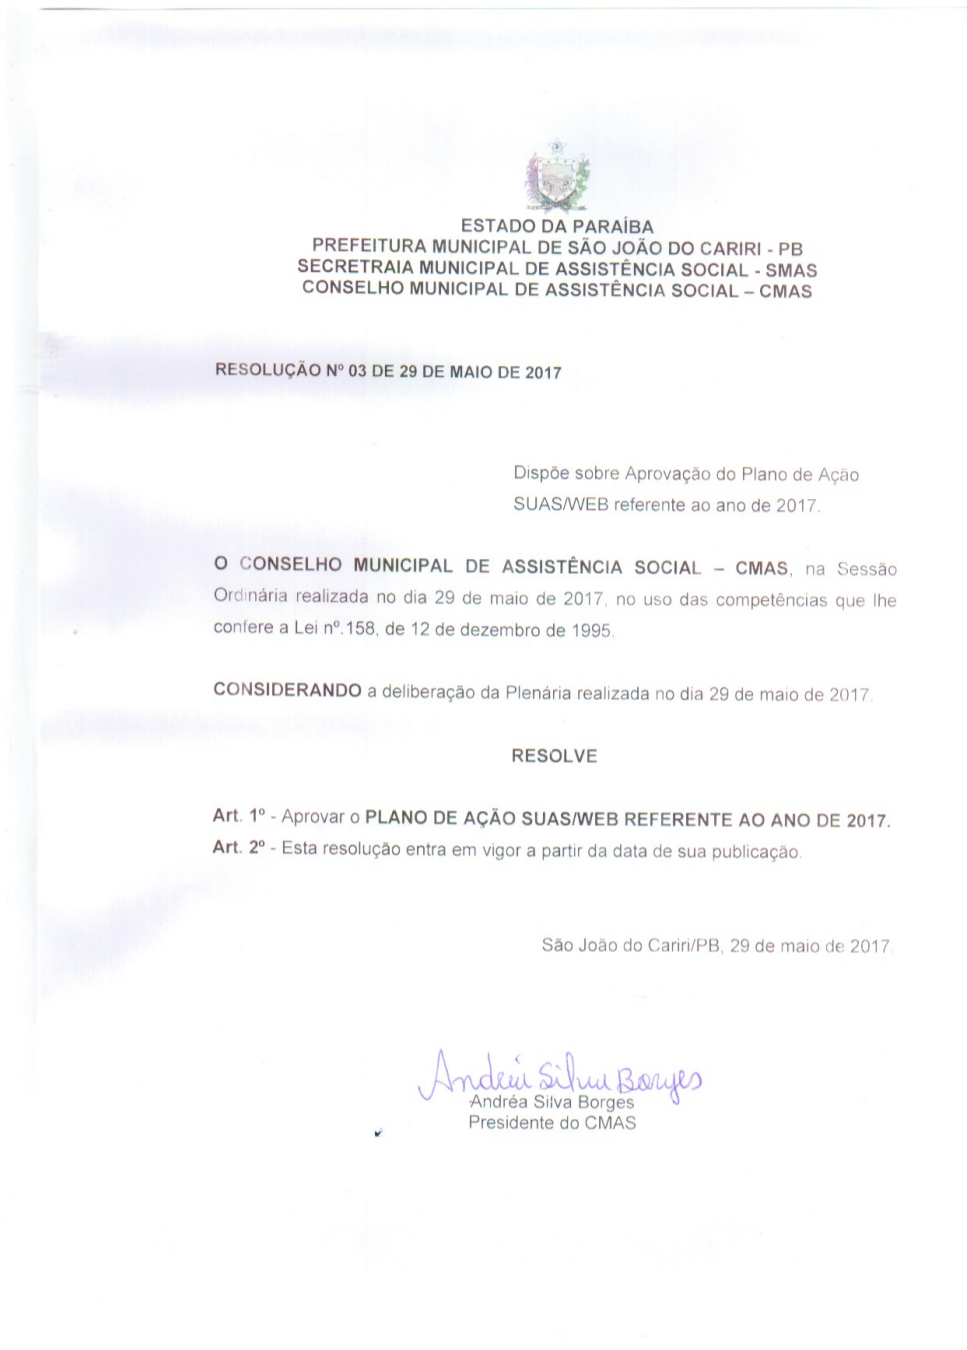 ESTADO DA PARAÍBA
PREFEITURA MUNICIPAL DE SÃO JOÃO DO CARIRI - PB
SECRETRAIA MUNICIPAL DE ASSISTÊNCIA SOCIAL - SMAS
CONSELHO MUNICIPAL DE ASSISTÊNCIA SOCIAL – CMAS
RESOLUÇÃO Nº 03 DE 29 DE MAIO DE 2017
Dispõe sobre Aprovação do Plano de Ação
SUAS/WEB referente ao ano de 2017.
O CONSELHO MUNICIPAL DE ASSISTÊNCIA SOCIAL – CMAS, na Sessão
Ordinária realizada no dia 29 de maio de 2017, no uso das competências que lhe
confere a Lei nº.158, de 12 de dezembro de 1995.
CONSIDERANDO a deliberação da Plenária realizada no dia 29 de maio de 2017.
RESOLVE
Art. 1º - Aprovar o PLANO DE AÇÃO SUAS/WEB REFERENTE AO ANO DE 2017.
Art. 2º - Esta resolução entra em vigor a partir da data de sua publicação.
São João do Cariri/PB, 29 de maio de 2017.
Andréa Silva Borges
Andréa Silva Borges
Presidente do CMAS